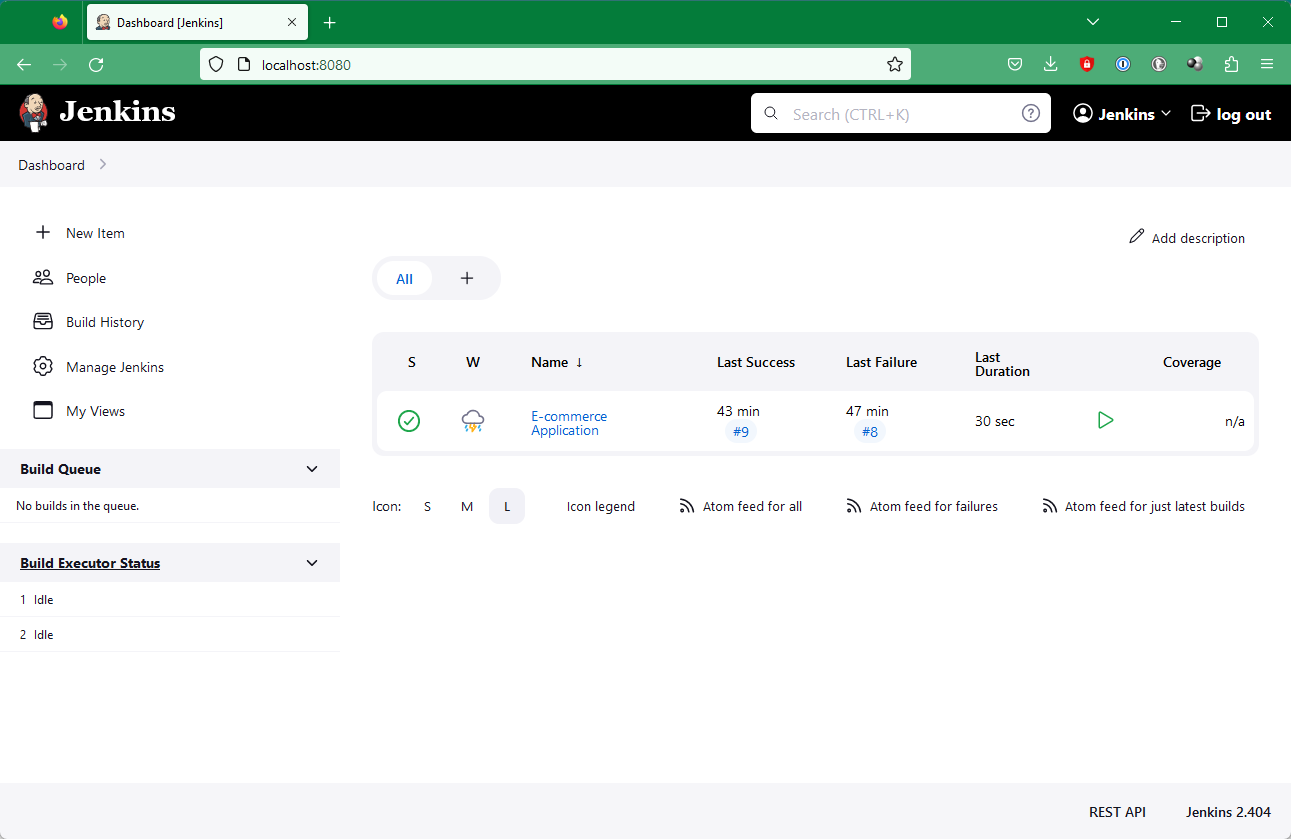 Dashboard [Jenkins]
localhost:8080
Jenkins
Search (CTRL+K)
?
Jenkins
log out
Dashboard
New Item
People
Build History
Manage Jenkins
My Views
Build Queue
No builds in the queue.
Build Executor Status
1 Idle
2 Idle
Add description
All
+
S W Name ↓ Last Success Last Failure Last Duration Coverage
E-commerce
Application
43 min
#9
47 min
#8
30 sec
n/a
Icon: S M L
Icon legend
Atom feed for all
Atom feed for failures
Atom feed for just latest builds
REST API
Jenkins 2.404